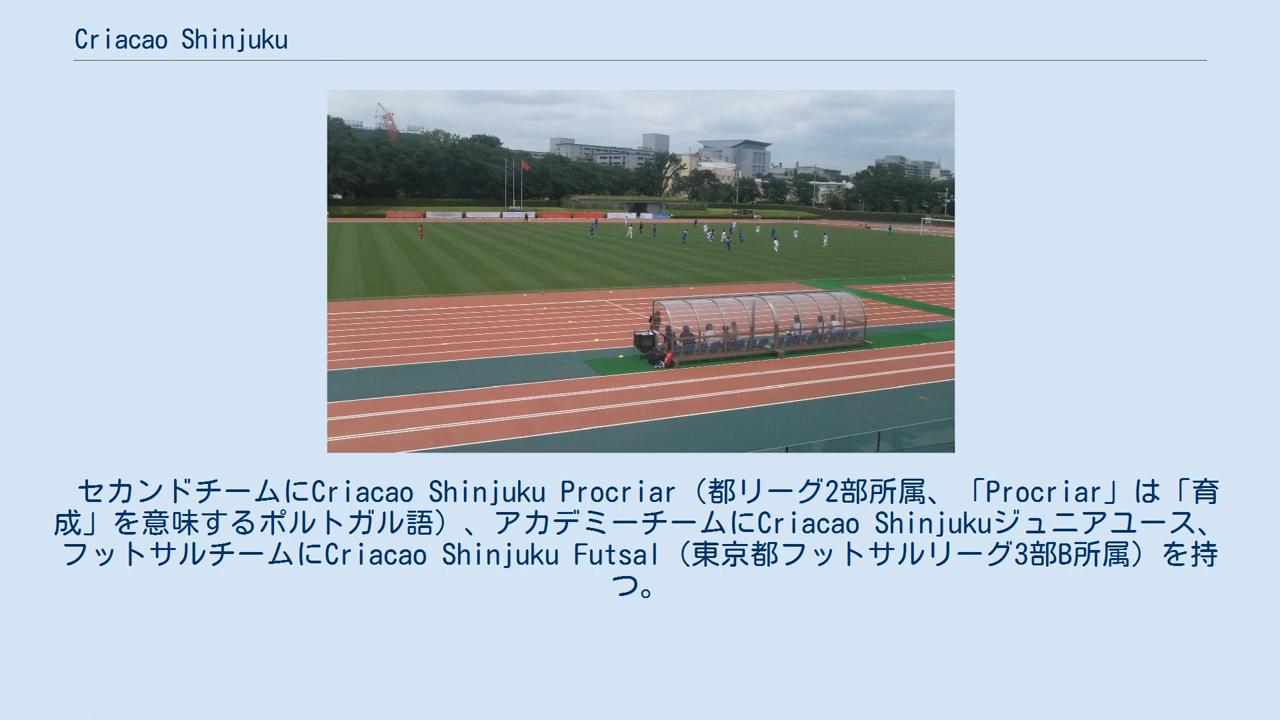 Criacao Shinjuku
セカンドチームにCriacao Shinjuku Procriar（都リーグ2部所属、「Procriar」は「育
成」を意味するポルトガル語）、アカデミーチームにCriacao Shinjukuジュニアユース、
フットサルチームにCriacao Shinjuku Futsal（東京都フットサルリーグ3部B所属）を持
つ。